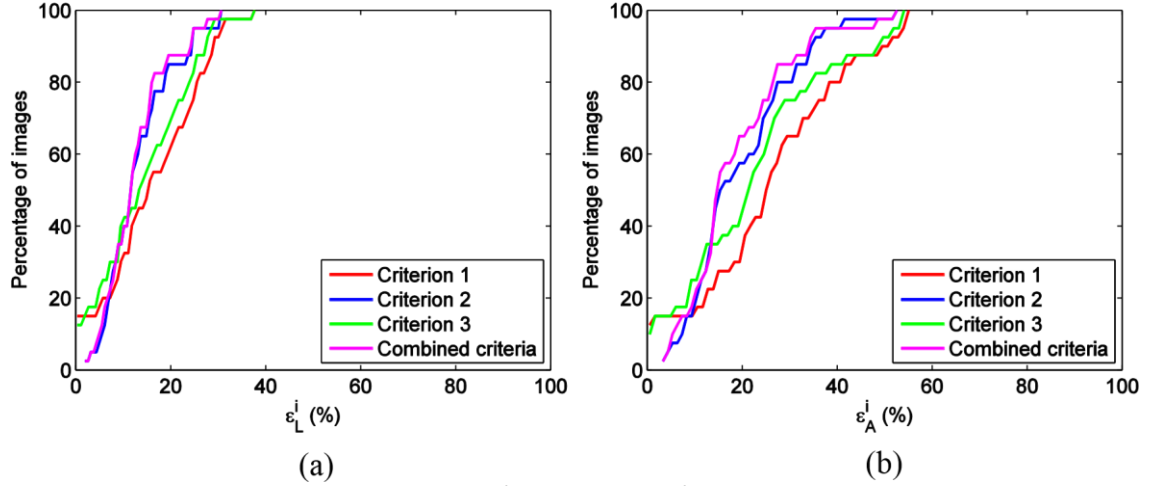 Percentage of images
100
80
60
40
20
0
0 20 40 60 80 100
Criterion 1
Criterion 2
Criterion 3
Combined criteria
ε_L^i (%)
(a)
Percentage of images
100
80
60
40
20
0
0 20 40 60 80 100
Criterion 1
Criterion 2
Criterion 3
Combined criteria
ε_A^i (%)
(b)